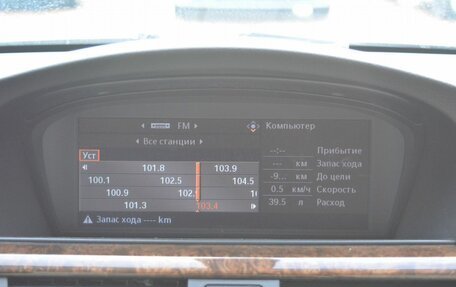 FM
Все станции
Уст
101.8 103.9
100.1 102.5 104.5
100.9 102.
101.3 103.4
Запас хода ---- km
Компьютер
--:-- Прибытие
--- км Запас хода
-9... км До цели
0.5 км/ч Скорость
39.5 л Расход